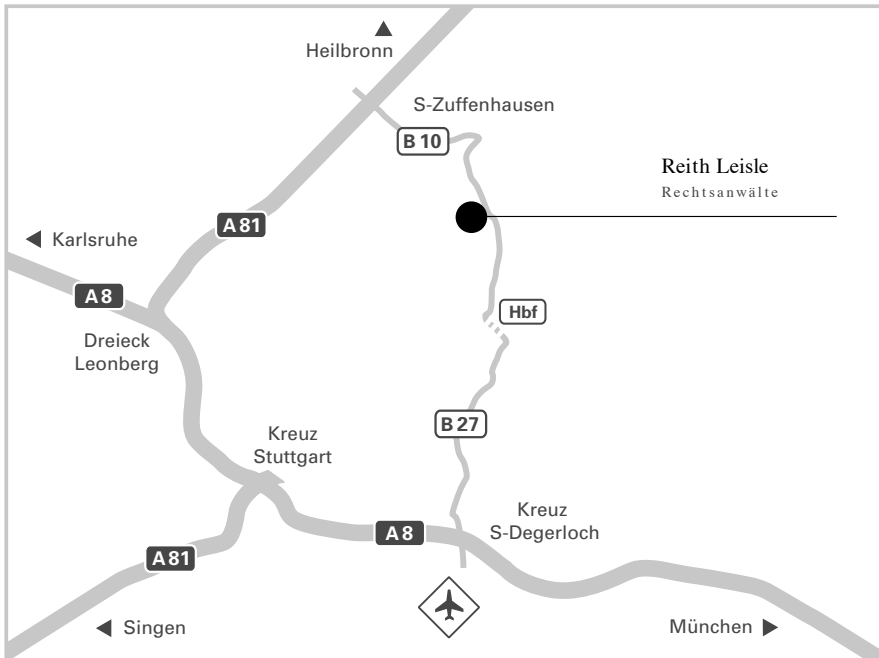 Heilbronn
S-Zuffenhausen
B 10
Reith Leisle
Rechtsanwälte
A 81
Karlsruhe
A 8
Hbf
Dreieck
Leonberg
B 27
Kreuz
Stuttgart
Kreuz
S-Degerloch
A 8
A 81
Singen
München